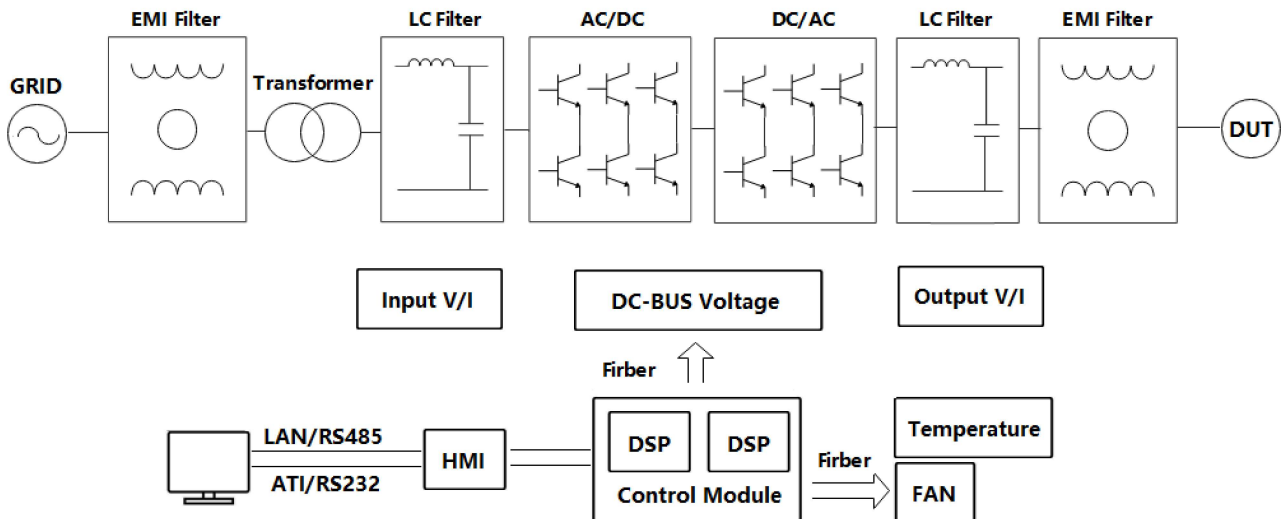 EMI Filter
LC Filter
AC/DC
DC/AC
LC Filter
EMI Filter
GRID
Transformer
DUT
Input V/I
DC-BUS Voltage
Output V/I
Firber
LAN/RS485
ATI/RS232
HMI
DSP
DSP
Control Module
Firber
Temperature
FAN